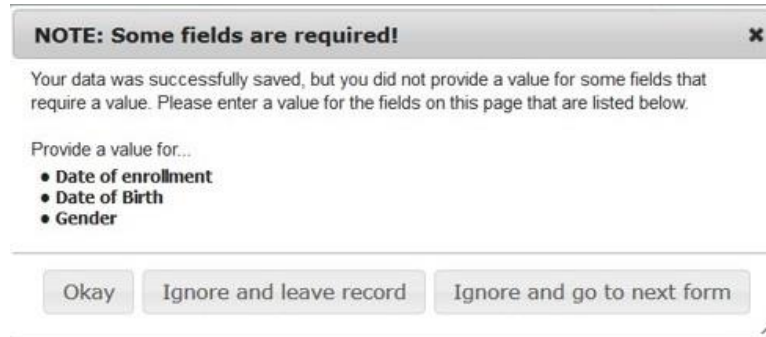 NOTE: Some fields are required!
Your data was successfully saved, but you did not provide a value for some fields that
require a value. Please enter a value for the fields on this page that are listed below.
Provide a value for...
• Date of enrollment
• Date of Birth
• Gender
Okay Ignore and leave record Ignore and go to next form